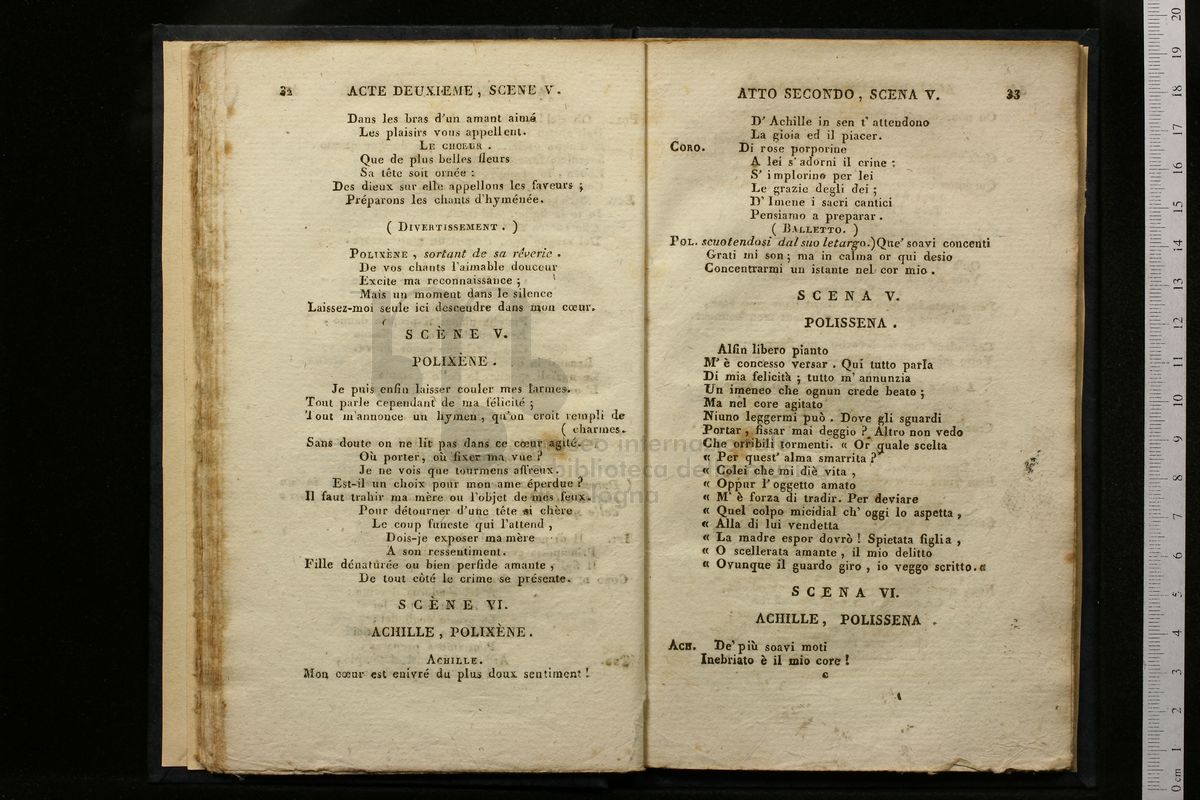 32 ACTE DEUXIEME , SCENE V .
Dans les bras d'un amant aimé
Les plaisirs vous appellent.
LE CHOEUR .
Que de plus belles fleurs
Sa tête soit ornée :
Des dieux sur elle appellons les faveurs ;
Préparons les chants d'hyménée.
( DIVERTISSEMENT . )
POLIXÈNE , sortant de sa réverie .
De vos chants l'aimable douceur
Excite ma reconnaissance ;
Mais un moment dans le silence
Laissez-moi seule ici descendre dans mon cœur.
SCÈNE V.
POLIXÈNE .
Je puis enfin laisser couler mes larmes.
Tout parle cependant de ma félicité ;
Tout m'annonce un hymen , qu'on croit rempli de
( charmes.
Sans doute on ne lit pas dans ce cœur agité.
Où porter, où fixer ma vue ?
Je ne vois que tourmens affreux.
Est-il un choix pour mon ame éperdue ?
Il faut trahir ma mère ou l'objet de mes feux.
Pour détourner d'une tête si chère
Le coup funeste qui l'attend ,
Dois-je exposer ma mère
A son ressentiment.
Fille dénaturée ou bien perfide amante ,
De tout côté le crime se présente.
SCÈNE VI.
ACHILLE , POLIXÈNE .
ACHILLE.
Mon cœur est enivré du plus doux sentiment !
ATTO SECONDO , SCENA V. 33
D' Achille in sen t' attendono
La gioia ed il piacer.
CORO. Di rose porporine
A lei s' adorni il crine :
S' implorino per lei
Le grazie degli dei ;
D' Imene i sacri cantici
Pensiamo a preparar .
( BALLETTO. )
POL. scuotendosi dal suo letargo.)Que' soavi concenti
Grati mi son ; ma in calma or qui desio
Concentrarmi un istante nel cor mio .
SCENA V.
POLISSENA .
Alfin libero pianto
M' è concesso versar . Qui tutto parla
Di mia felicità ; tutto m' annunzia
Un imeneo che ognun crede beato ;
Ma nel core agitato
Niuno leggermi può . Dove gli sguardi
Portar , fissar mai deggio ? Altro non vedo
Che orribili tormenti. « Or quale scelta
« Per quest' alma smarrita ?
« Colei che mi diè vita ,
« Oppur l' oggetto amato
« M' è forza di tradir. Per deviare
« Quel colpo micidial ch' oggi lo aspetta ,
« Alla di lui vendetta
« La madre espor dovrò ! Spietata figlia ,
« O scellerata amante , il mio delitto
« Ovunque il guardo giro , io veggo scritto. «
SCENA VI.
ACHILLE , POLISSENA .
ACH. De' più soavi moti
Inebriato è il mio core !
c